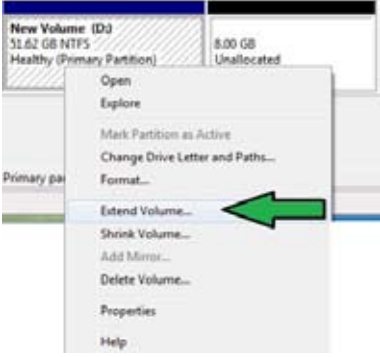 New Volume (D:)
51.62 GB NTFS
Healthy (Primary Partition)
8.00 GB
Unallocated
Open
Explore
Mark Partition as Active
Change Drive Letter and Paths...
Format...
Primary pa
Extend Volume...
Shrink Volume...
Add Mirror...
Delete Volume...
Properties
Help